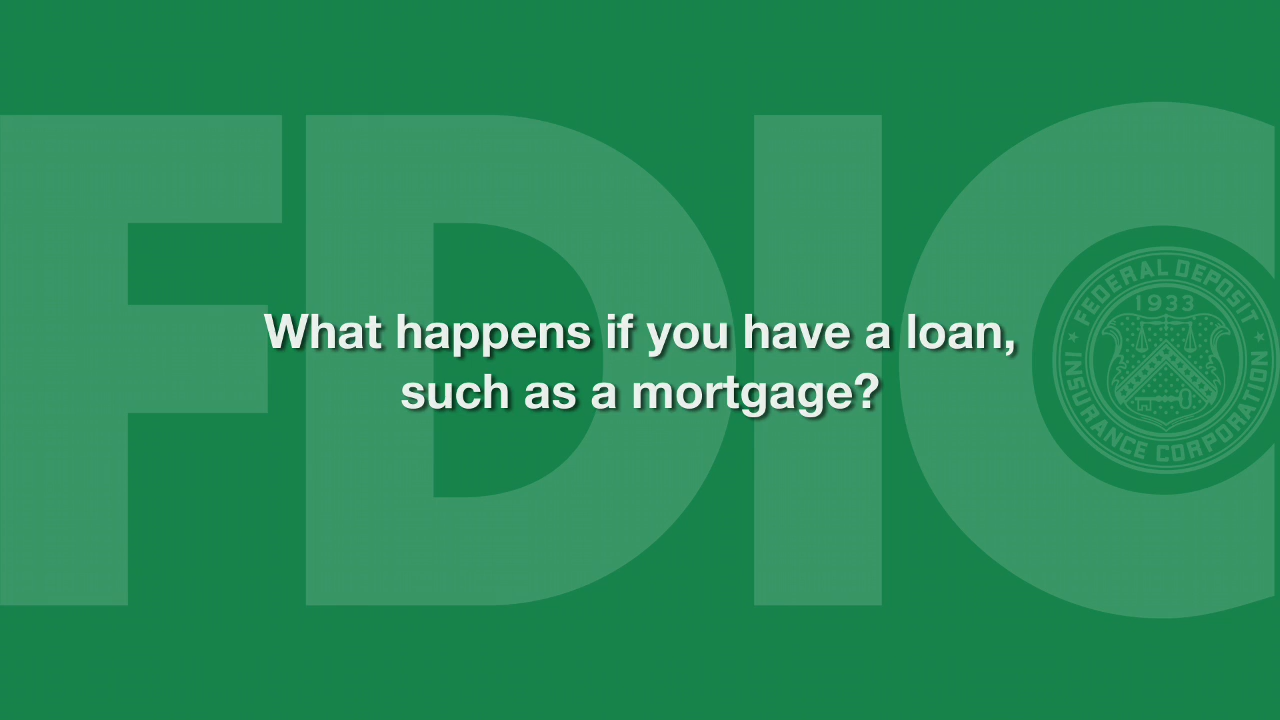 FDIC
What happens if you have a loan,
such as a mortgage?
FEDERAL DEPOSIT
INSURANCE CORPORATION
1933